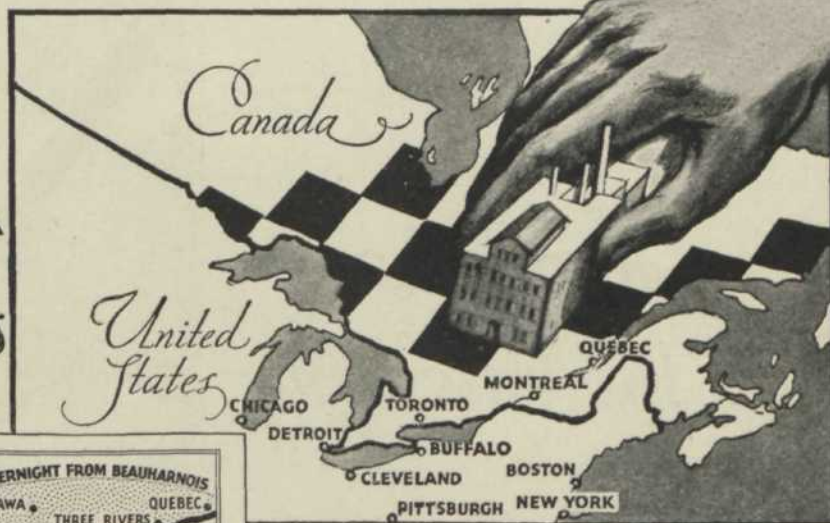 Canada
United
States
QUEBEC
MONTREAL
CHICAGO
TORONTO
DETROIT
BUFFALO
CLEVELAND
BOSTON
PITTSBURGH
NEW YORK
FROM BEAUHARNOIS
QUEBEC
THREE RIVERS